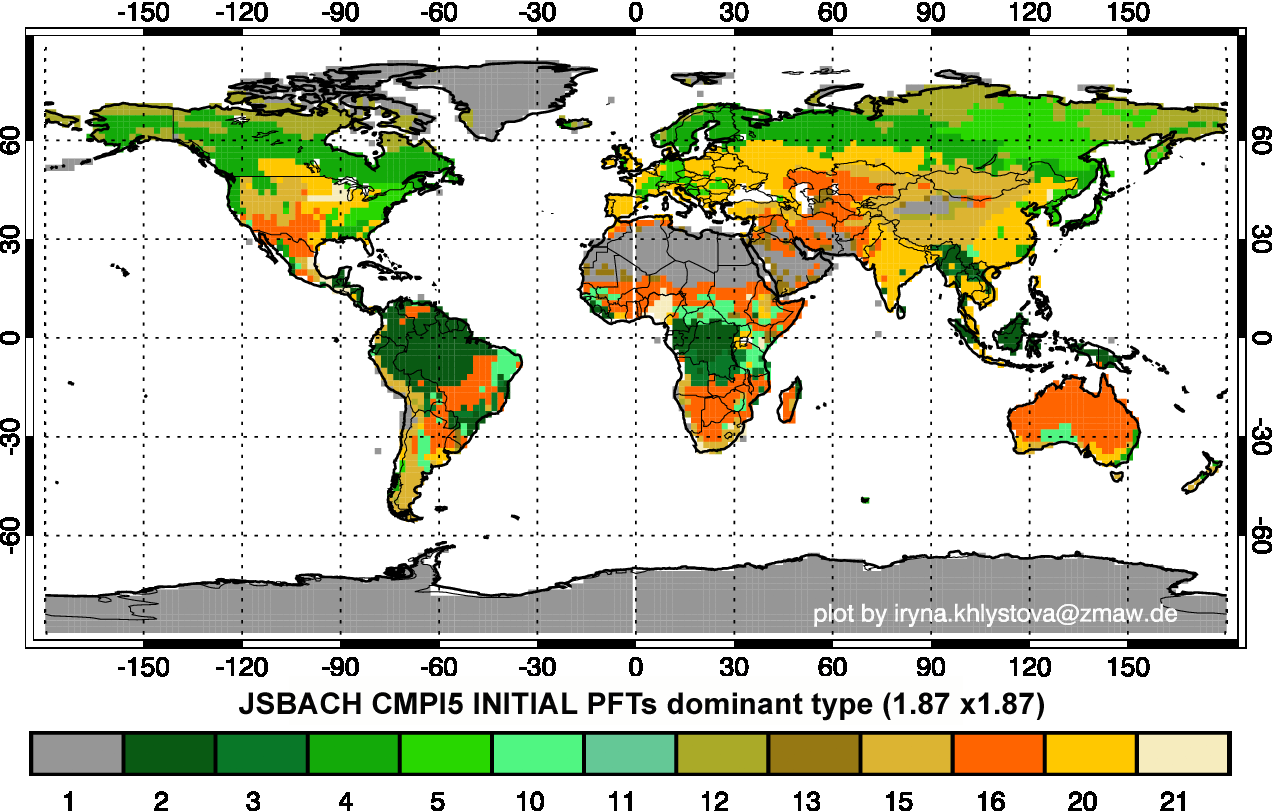 -150 -120 -90 -60 -30 0 30 60 90 120 150
60 60
30 30
0 0
-30 -30
-60 -60
plot by iryna.khlystova@zmaw.de
-150 -120 -90 -60 -30 0 30 60 90 120 150
JSBACH CMPI5 INITIAL PFTs dominant type (1.87 x1.87)
1 2 3 4 5 10 11 12 13 15 16 20 21